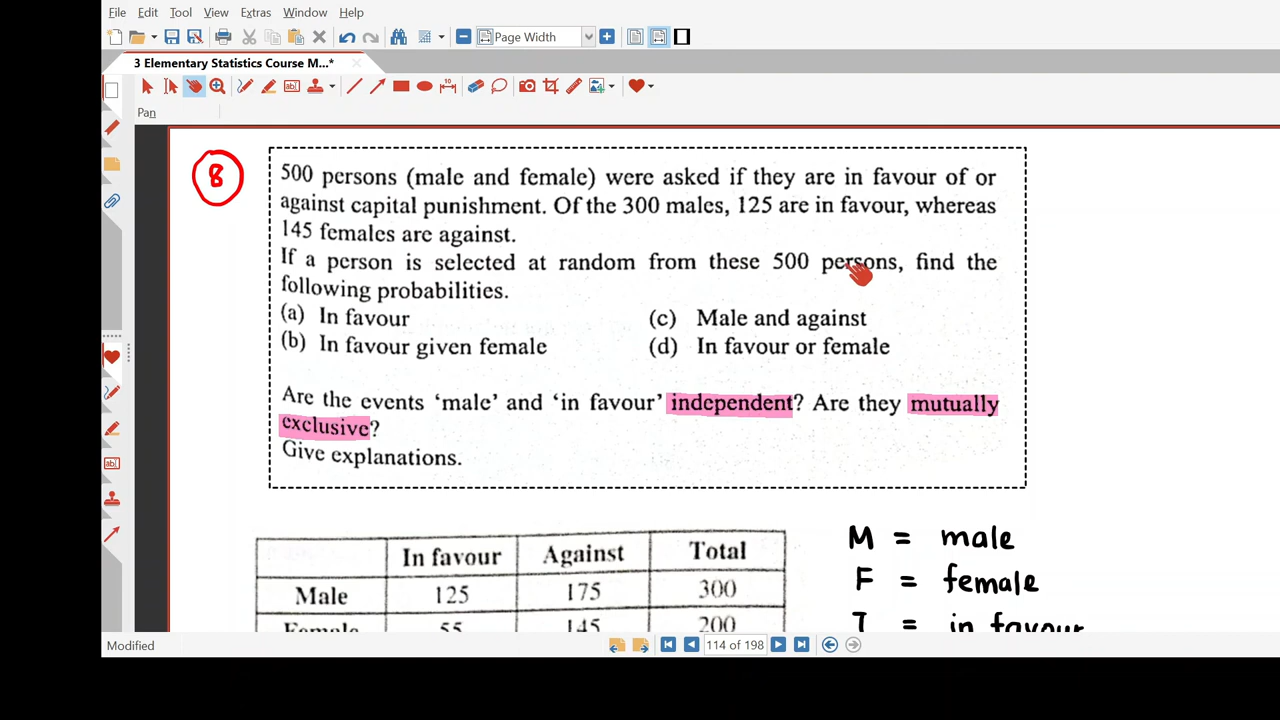 File Edit Tool View Extras Window Help
Page Width
3 Elementary Statistics Course M...*
Pan
8
500 persons (male and female) were asked if they are in favour of or
against capital punishment. Of the 300 males, 125 are in favour, whereas
145 females are against.
If a person is selected at random from these 500 persons, find the
following probabilities.
(a) In favour
(c) Male and against
(b) In favour given female
(d) In favour or female
Are the events ‘male’ and ‘in favour’ independent? Are they mutually
exclusive?
Give explanations.
In favour Against Total
Male 125 175 300
Female 55 145 200
M = male
F = female
I = in favour
Modified
114 of 198